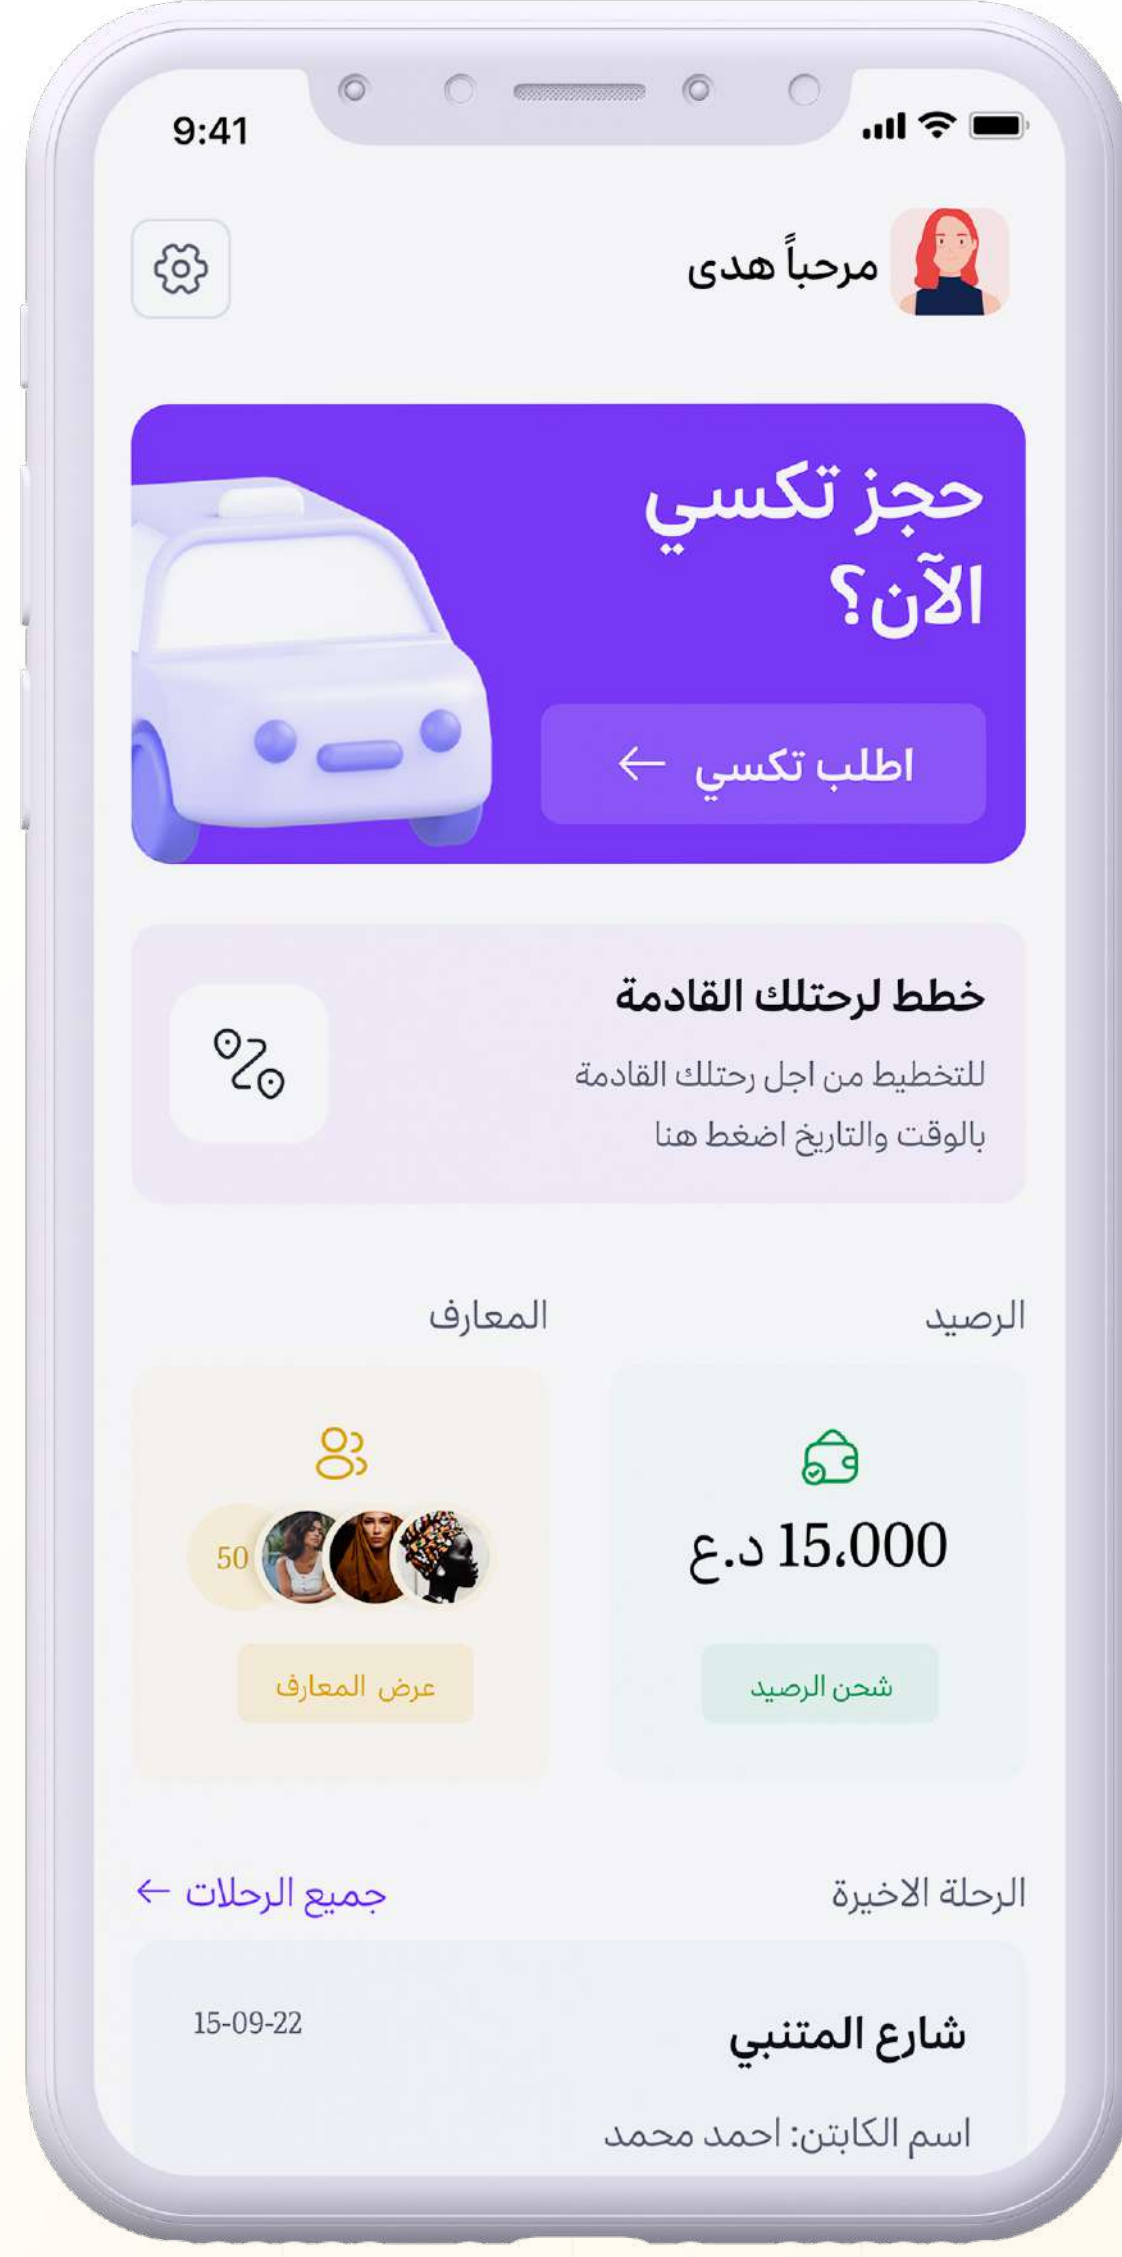 9:41
مرحباً هدى
حجز تكسي
الآن؟
اطلب تكسي ←
خطط لرحتلك القادمة
للتخطيط من اجل رحتلك القادمة
بالوقت والتاريخ اضغط هنا
الرصيد
15،000 د.ع
شحن الرصيد
المعارف
50
عرض المعارف
الرحلة الاخيرة
جميع الرحلات ←
شارع المتنبي
15-09-22
اسم الكابتن: احمد محمد